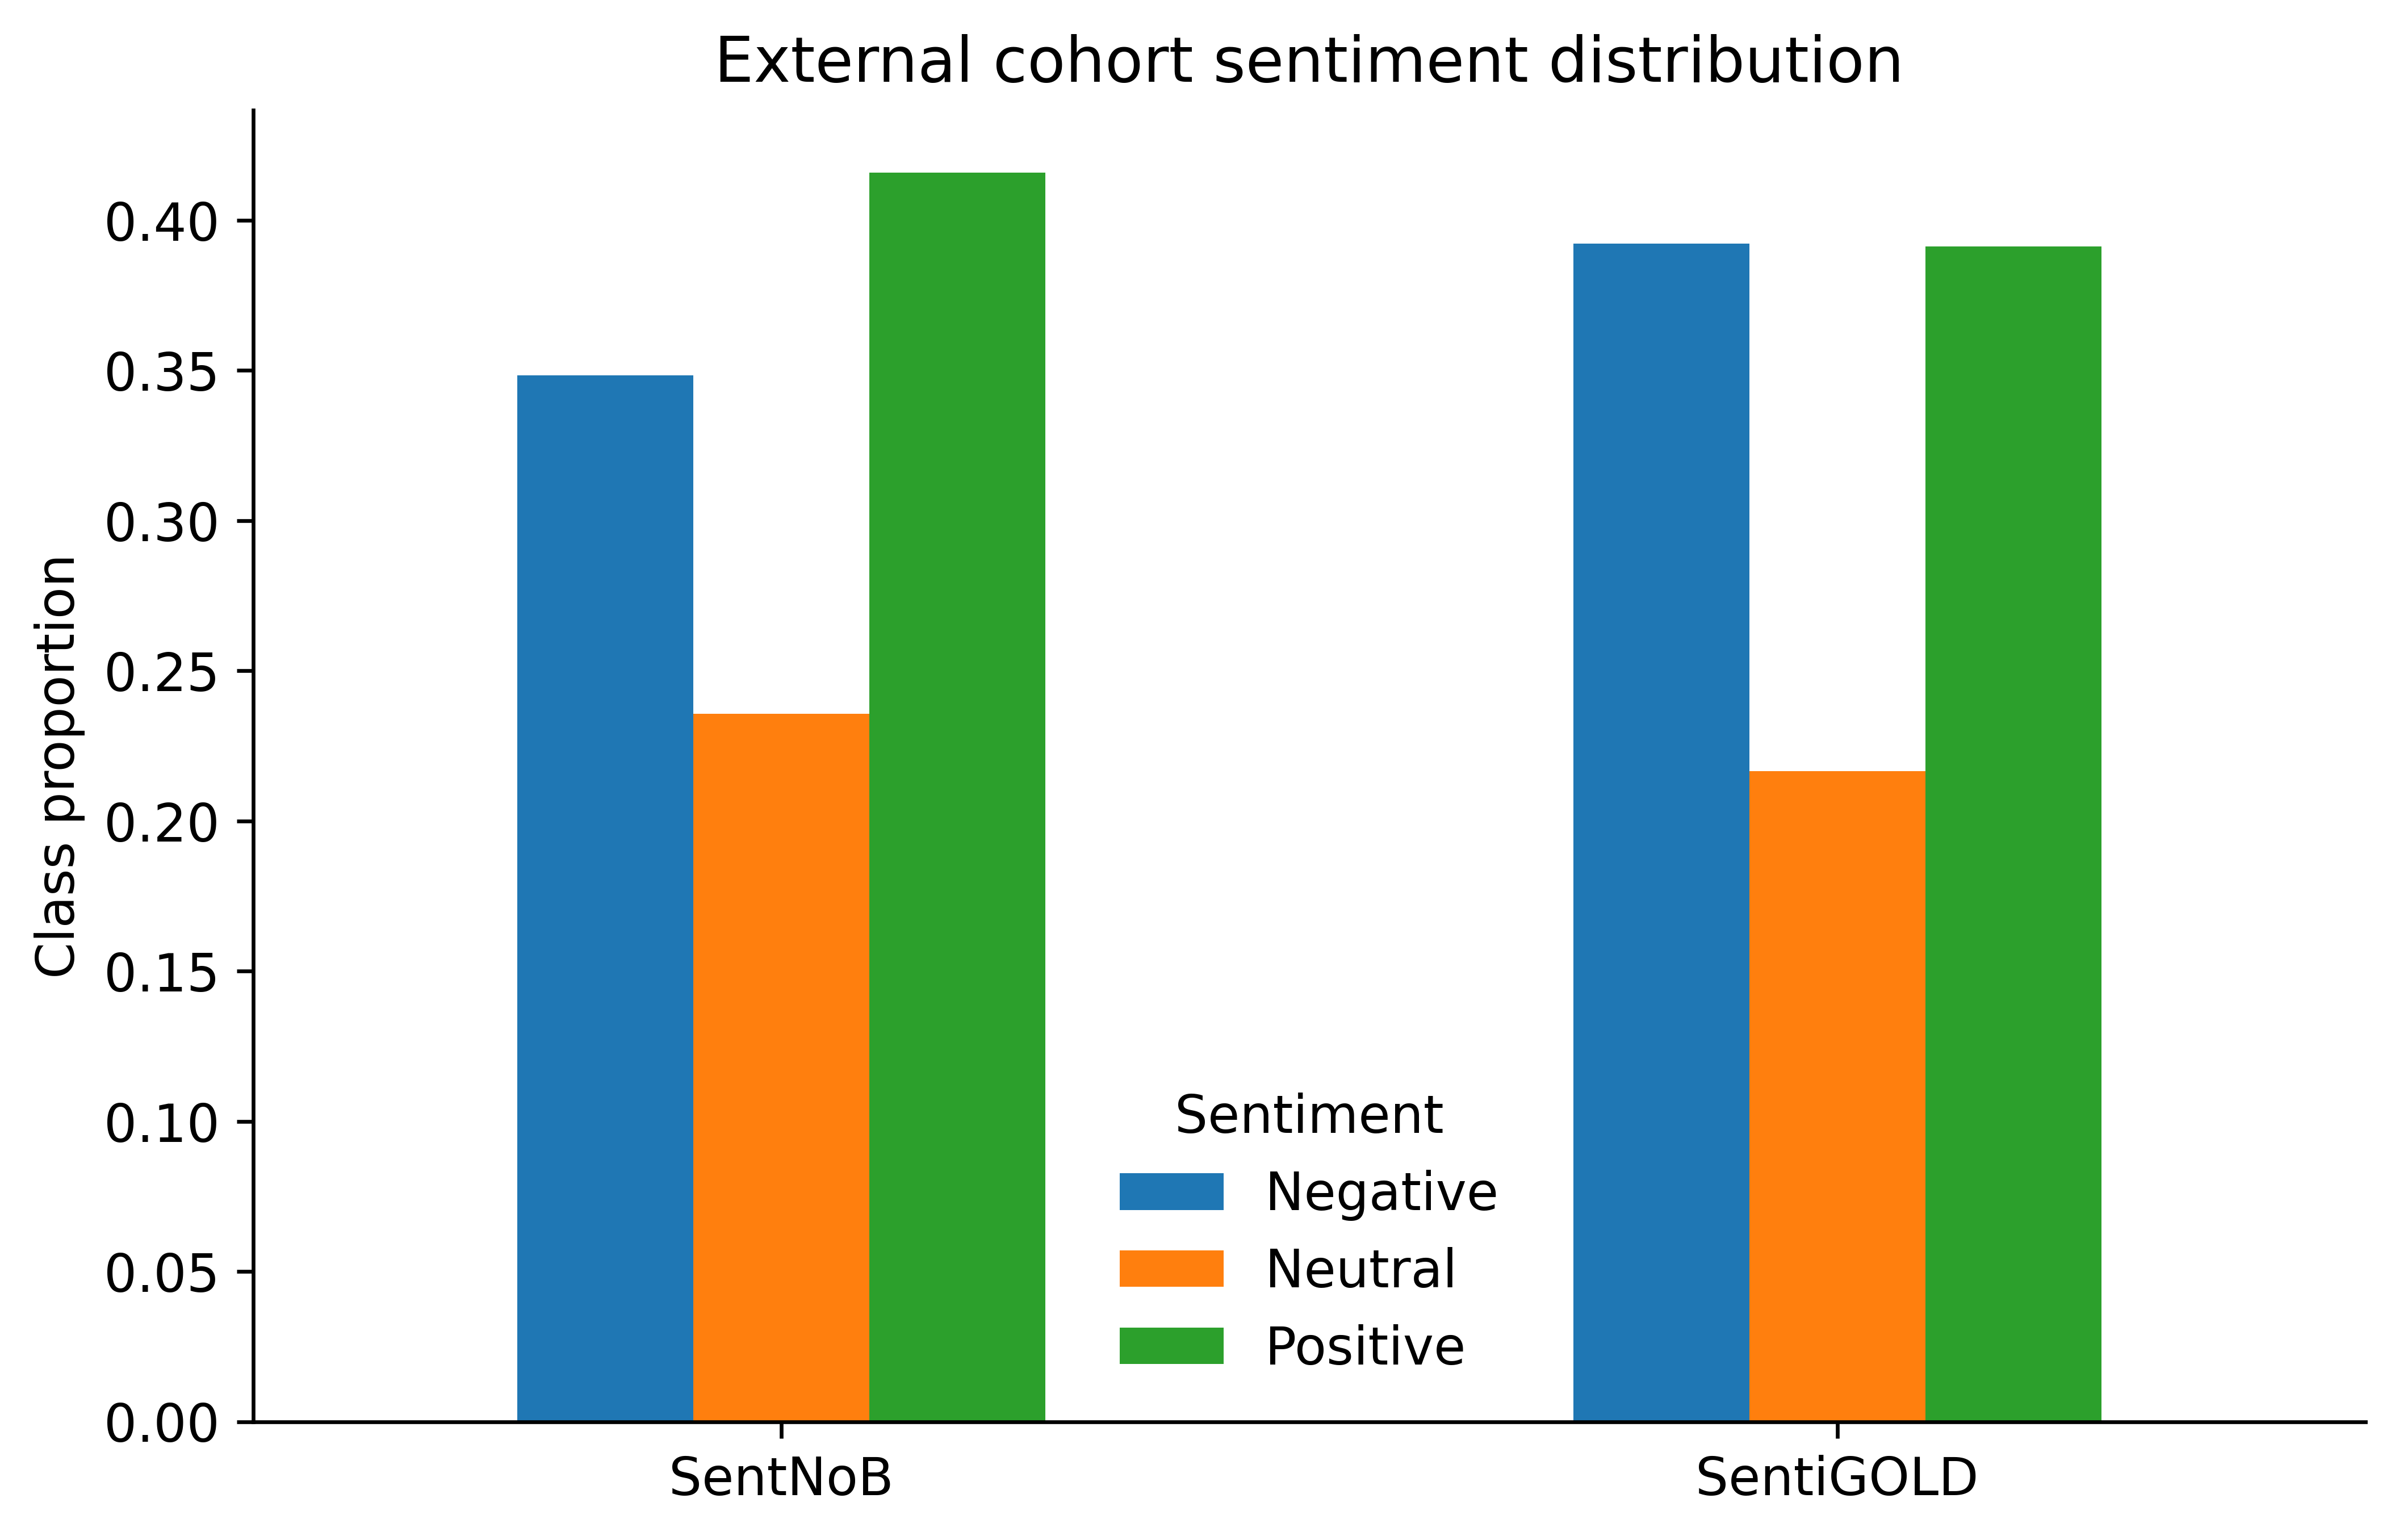 External cohort sentiment distribution
Class proportion
0.40
0.35
0.30
0.25
0.20
0.15
0.10
0.05
0.00
Sentiment
Negative
Neutral
Positive
SentNoB
SentiGOLD